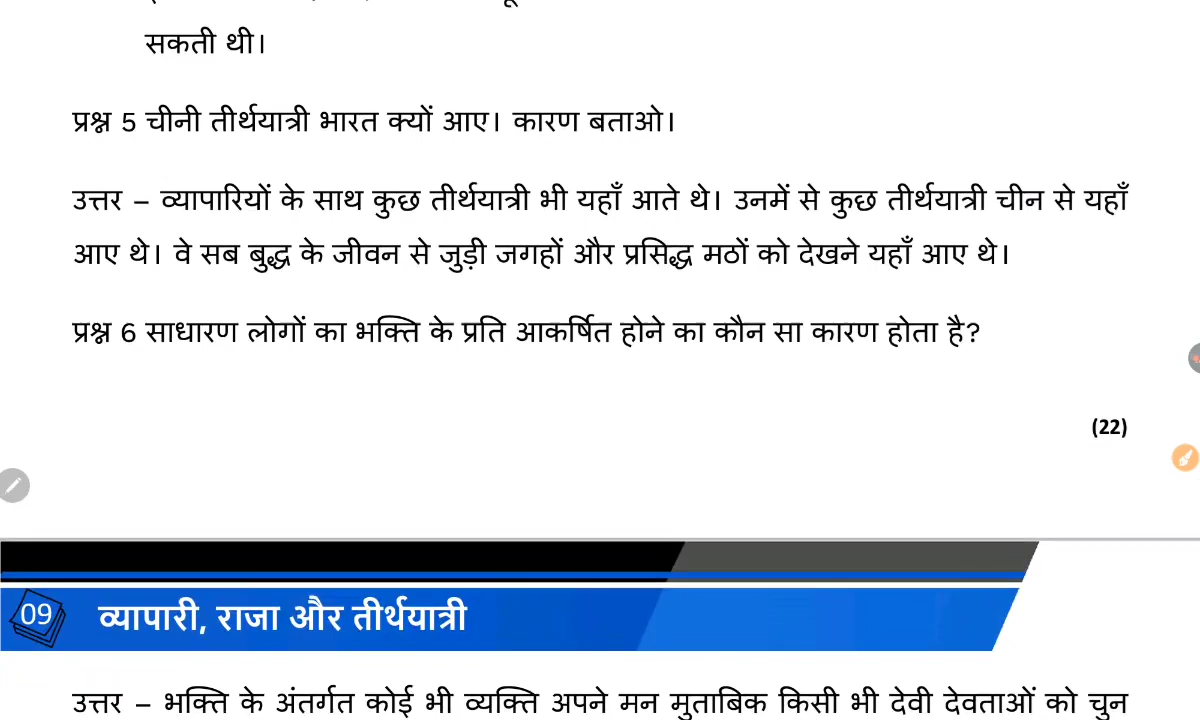 सकती थी।
प्रश्न 5 चीनी तीर्थयात्री भारत क्यों आए। कारण बताओ।
उत्तर – व्यापारियों के साथ कुछ तीर्थयात्री भी यहाँ आते थे। उनमें से कुछ तीर्थयात्री चीन से यहाँ
आए थे। वे सब बुद्ध के जीवन से जुड़ी जगहों और प्रसिद्ध मठों को देखने यहाँ आए थे।
प्रश्न 6 साधारण लोगों का भक्ति के प्रति आकर्षित होने का कौन सा कारण होता है?
(22)
09 व्यापारी, राजा और तीर्थयात्री
उत्तर – भक्ति के अंतर्गत कोई भी व्यक्ति अपने मन मुताबिक किसी भी देवी देवताओं को चुन